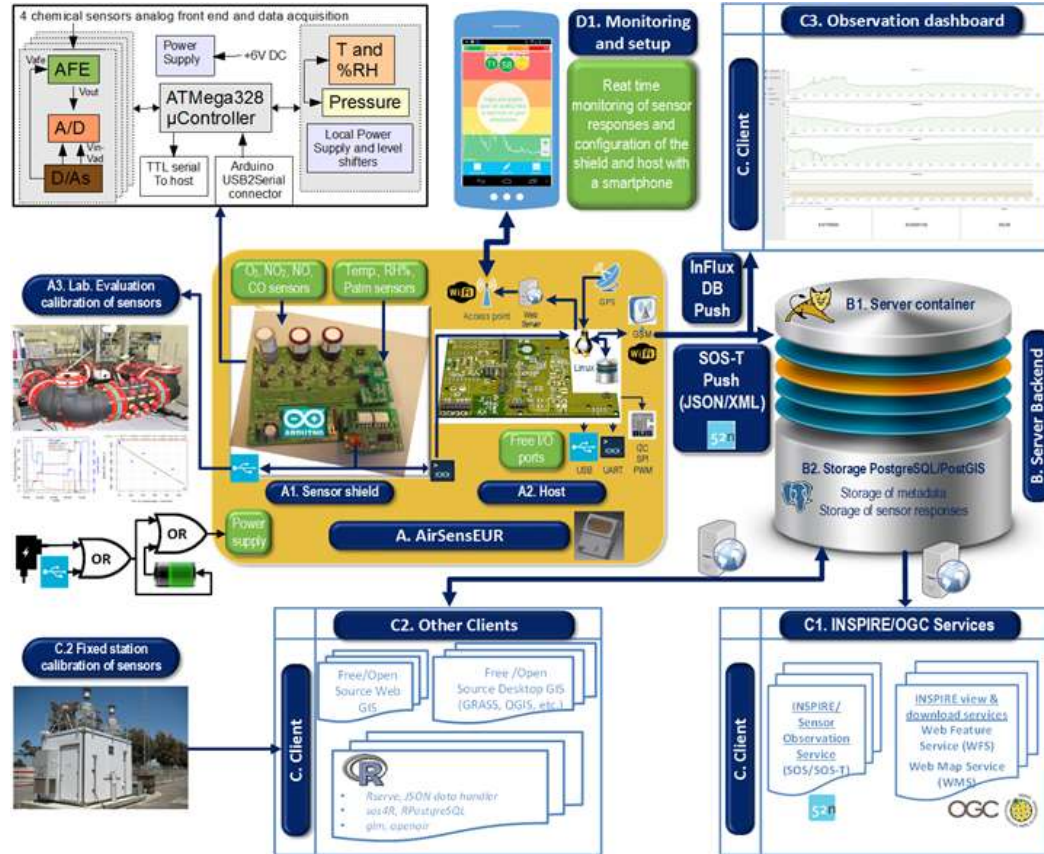 4 chemical sensors analog front end and data acquisition
Vafe
AFE
Vout
A/D
Vin-
Vad
D/As
Power
Supply
+6V DC
ATMega328
µController
TTL serial
To host
Arduino
USB2Serial
connector
T and
%RH
Pressure
Local Power
Supply and level
shifters
D1. Monitoring
and setup
Real time
monitoring of sensor
responses and
configuration of the
shield and host with
a smartphone
C3. Observation dashboard
C. Client
A3. Lab. Evaluation
calibration of sensors
O₃, NO₂, NO,
CO sensors
Temp., RH%,
Patm sensors
WiFi
Access point
Web
Server
GPS
GSM
WiFi
Linux
ARDUINO
Free I/O
ports
USB
UART
I2C
SPI
PWM
BUS
A1. Sensor shield
A2. Host
A. AirSensEUR
Power
supply
OR
OR
InFlux
DB
Push
SOS-T
Push
(JSON/XML)
52n
B1. Server container
B2. Storage PostgreSQL/PostGIS
Storage of metadata
Storage of sensor responses
B. Server Backend
C.2 Fixed station
calibration of sensors
C2. Other Clients
C. Client
Free/Open
Source Web
GIS
Free /Open
Source Desktop GIS
(GRASS, QGIS, etc.)
R
Rserve, JSON data handler
sos4R, RPostgreSQL
glm, openair
C1. INSPIRE/OGC Services
C. Client
INSPIRE/
Sensor
Observation
Service
(SOS/SOS-T)
52n
INSPIRE view &
download services
Web Feature
Service (WFS)
Web Map Service
(WMS)
OGC